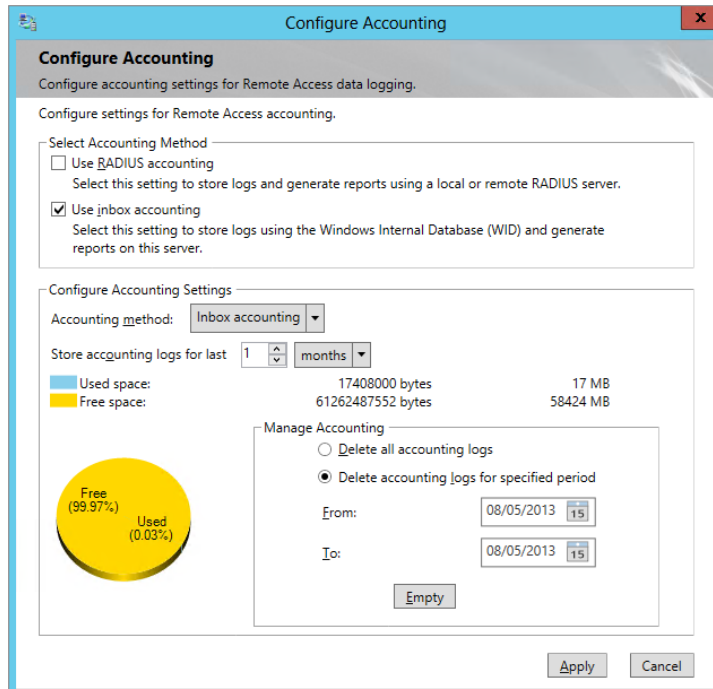 Configure Accounting
x
Configure Accounting
Configure accounting settings for Remote Access data logging.
Configure settings for Remote Access accounting.
Select Accounting Method
Use RADIUS accounting
Select this setting to store logs and generate reports using a local or remote RADIUS server.
Use inbox accounting
Select this setting to store logs using the Windows Internal Database (WID) and generate
reports on this server.
Configure Accounting Settings
Accounting method: Inbox accounting
Store accounting logs for last 1 months
Used space: 17408000 bytes 17 MB
Free space: 61262487552 bytes 58424 MB
Manage Accounting
Delete all accounting logs
Delete accounting logs for specified period
From: 08/05/2013 15
To: 08/05/2013 15
Empty
Free
(99.97%)
Used
(0.03%)
Apply Cancel